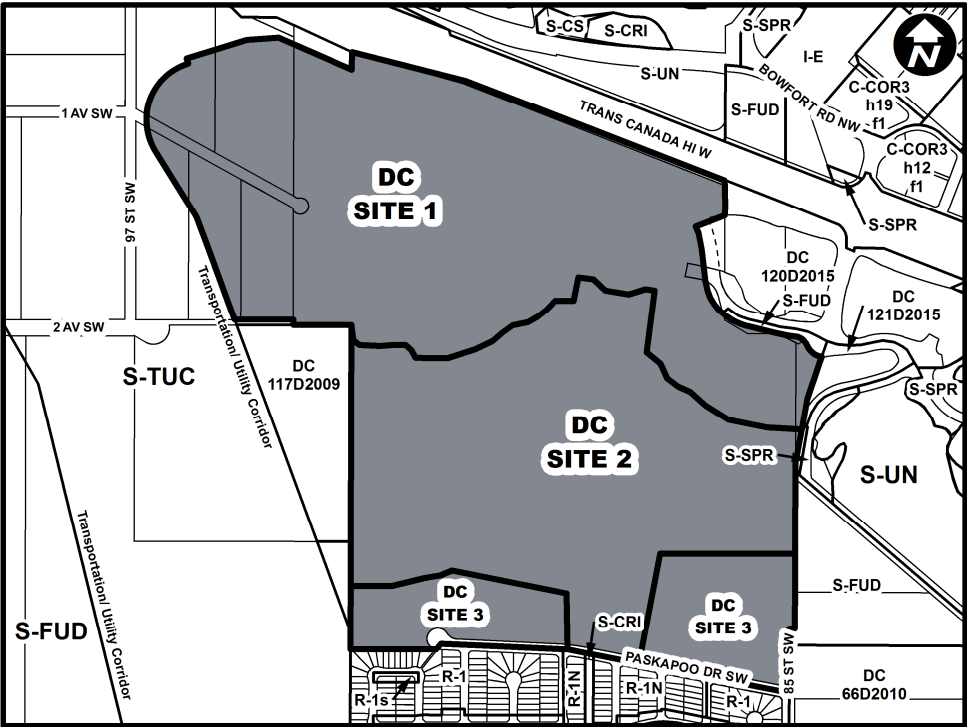 S-CS
S-CRI
S-SPR
I-E
N
S-UN
BOWFORT RD NW
C-COR3
h19
f1
S-FUD
1 AV SW
TRANS CANADA HI W
C-COR3
h12
f1
DC
SITE 1
97 ST SW
S-SPR
DC
120D2015
S-FUD
DC
121D2015
Transportation/ Utility Corridor
2 AV SW
S-TUC
DC
117D2009
S-SPR
DC
SITE 2
S-SPR
S-UN
Transportation/ Utility Corridor
S-FUD
DC
SITE 3
DC
SITE 3
S-FUD
S-CRI
PASKAPOO DR SW
85 ST SW
R-1s
R-1
R-1N
R-1N
R-1
DC
66D2010